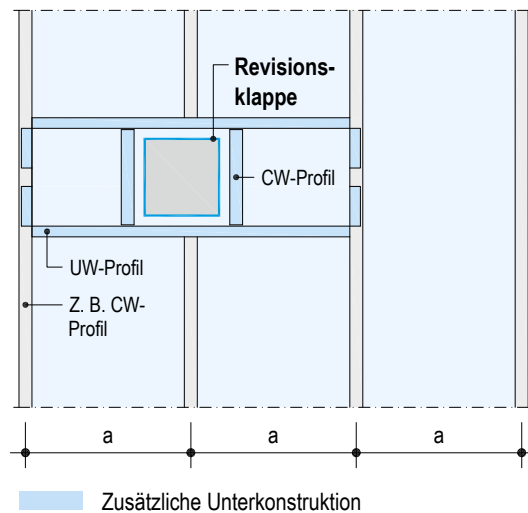 Revisions-
klappe
CW-Profil
UW-Profil
Z. B. CW-
Profil
a
a
a
Zusätzliche Unterkonstruktion